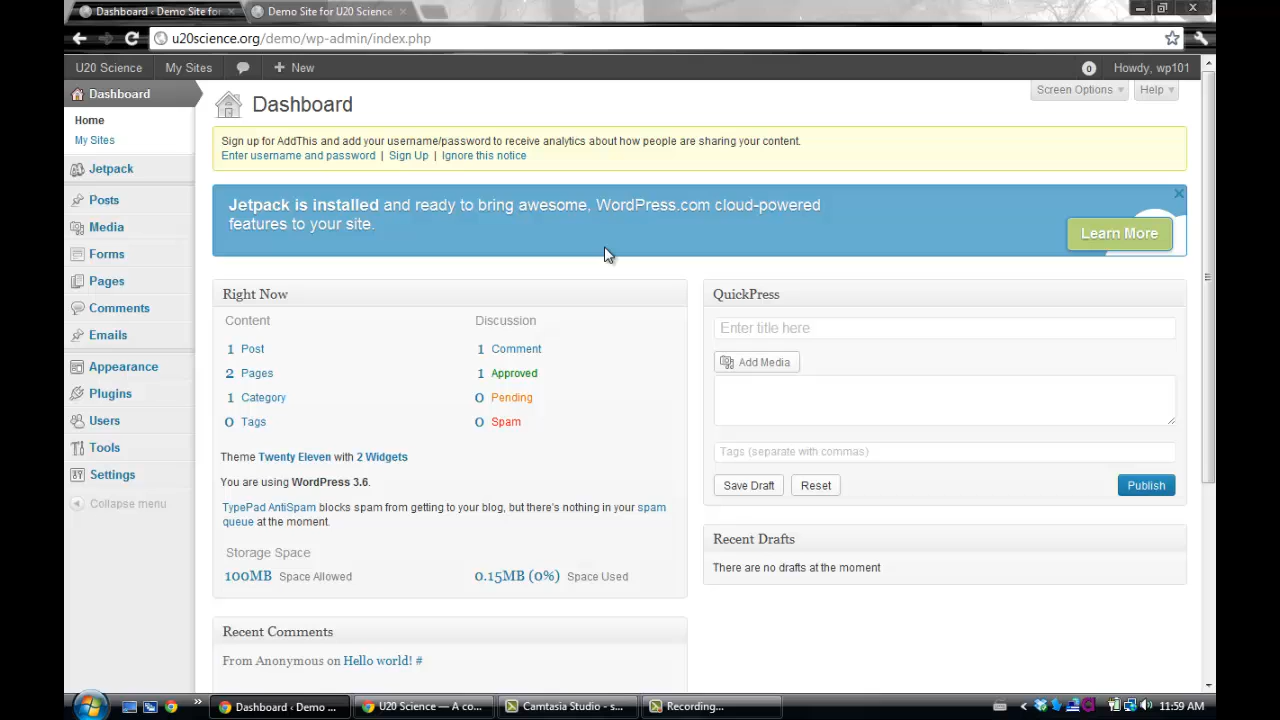 Dashboard ‹ Demo Site for
Demo Site for U20 Science
u20science.org/demo/wp-admin/index.php
U20 Science
My Sites
New
0
Howdy, wp101
Dashboard
Home
My Sites
Jetpack
Posts
Media
Forms
Pages
Comments
Emails
Appearance
Plugins
Users
Tools
Settings
Collapse menu
Dashboard
Screen Options
Help
Sign up for AddThis and add your username/password to receive analytics about how people are sharing your content.
Enter username and password | Sign Up | Ignore this notice
Jetpack is installed and ready to bring awesome, WordPress.com cloud-powered
features to your site.
Learn More
Right Now
Content
Discussion
1 Post
1 Comment
2 Pages
1 Approved
1 Category
0 Pending
0 Tags
0 Spam
Theme Twenty Eleven with 2 Widgets
You are using WordPress 3.6.
TypePad AntiSpam blocks spam from getting to your blog, but there's nothing in your spam
queue at the moment.
Storage Space
100MB Space Allowed
0.15MB (0%) Space Used
Recent Comments
From Anonymous on Hello world! #
QuickPress
Enter title here
Add Media
Tags (separate with commas)
Save Draft
Reset
Publish
Recent Drafts
There are no drafts at the moment
Dashboard ‹ Demo ...
U20 Science — A co...
Camtasia Studio - s...
Recording...
11:59 AM